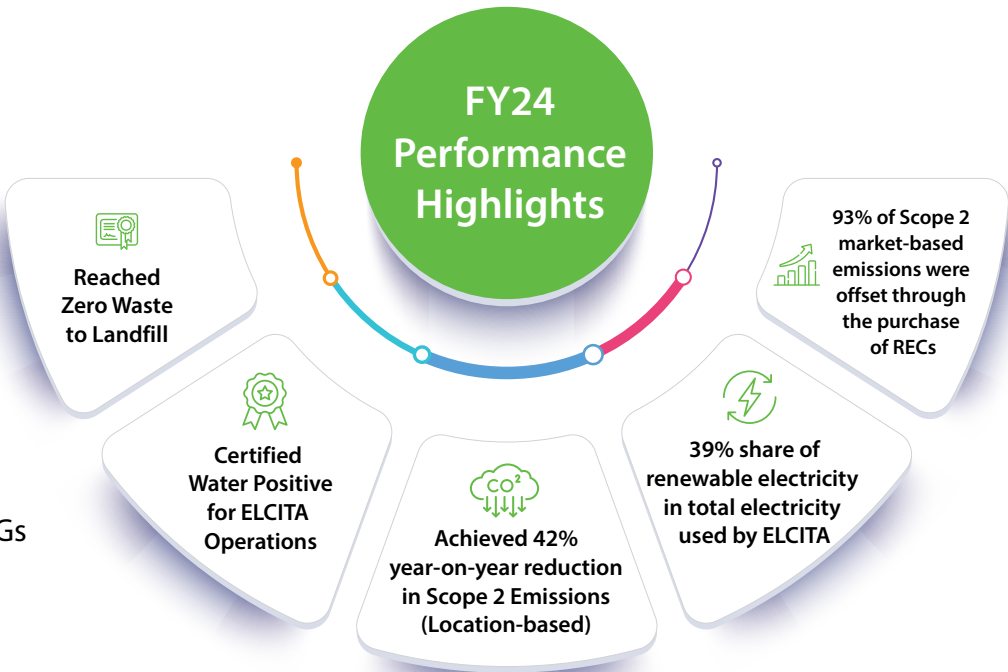 FY24
Performance
Highlights
Reached
Zero Waste
to Landfill
Certified
Water Positive
for ELCITA
Operations
CO²
Achieved 42%
year-on-year reduction
in Scope 2 Emissions
(Location-based)
39% share of
renewable electricity
in total electricity
used by ELCITA
93% of Scope 2
market-based
emissions were
offset through
the purchase
of RECs
Gs